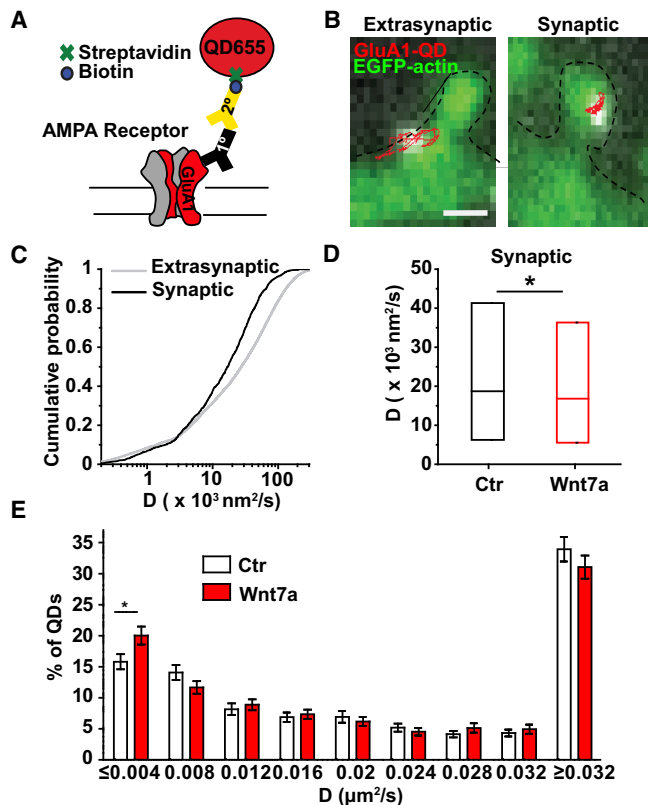 A
Streptavidin
Biotin
QD655
2º
1º
AMPA Receptor
GluA1
B
Extrasynaptic
Synaptic
GluA1-QD
EGFP-actin
C
Cumulative probability
1
0.8
0.6
0.4
0.2
0
Extrasynaptic
Synaptic
1
10
100
D ( x 10³ nm²/s)
D
Synaptic
*
D ( x 10³ nm²/s)
50
40
30
20
10
0
Ctr
Wnt7a
E
% of QDs
35
30
25
20
15
10
5
0
Ctr
Wnt7a
*
≤0.004 0.008 0.012 0.016 0.02 0.024 0.028 0.032 ≥0.032
D (µm²/s)